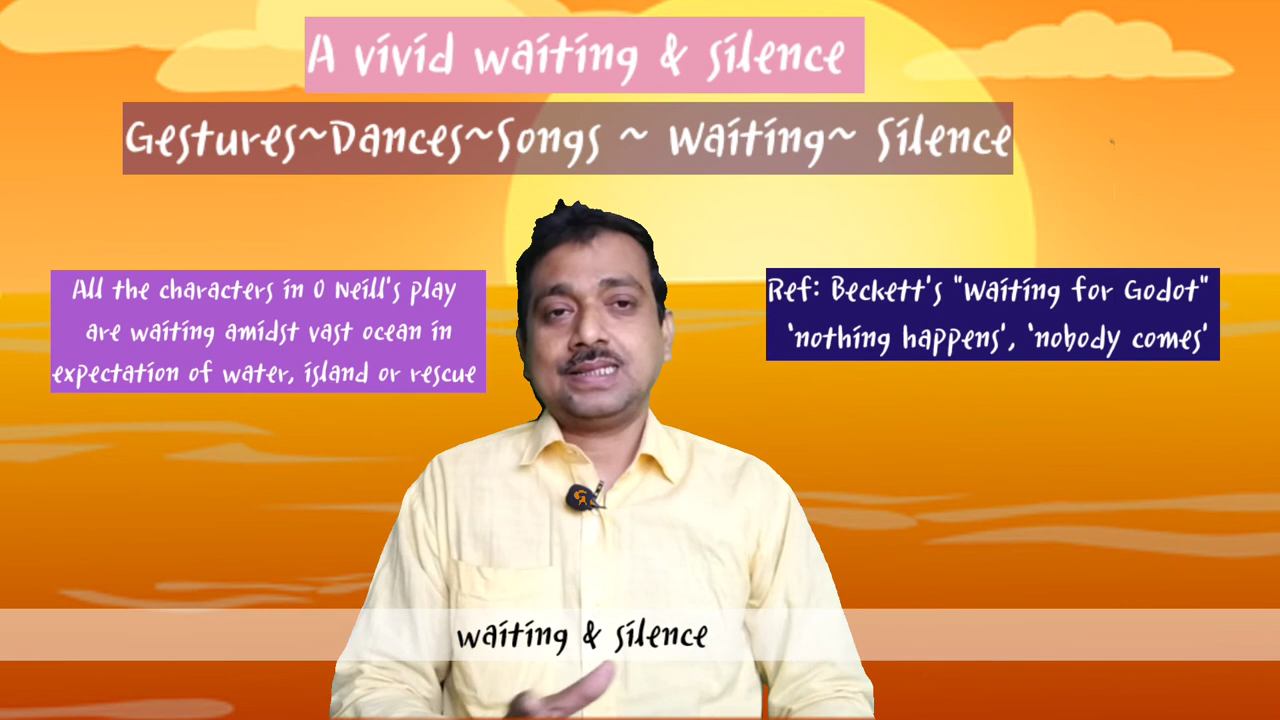 A vivid waiting & silence
Gestures~Dances~Songs ~ Waiting~ Silence
All the characters in O Neill's play
are waiting amidst vast ocean in
expectation of water, island or rescue
Ref: Beckett's "Waiting for Godot"
'nothing happens', 'nobody comes'
waiting & silence